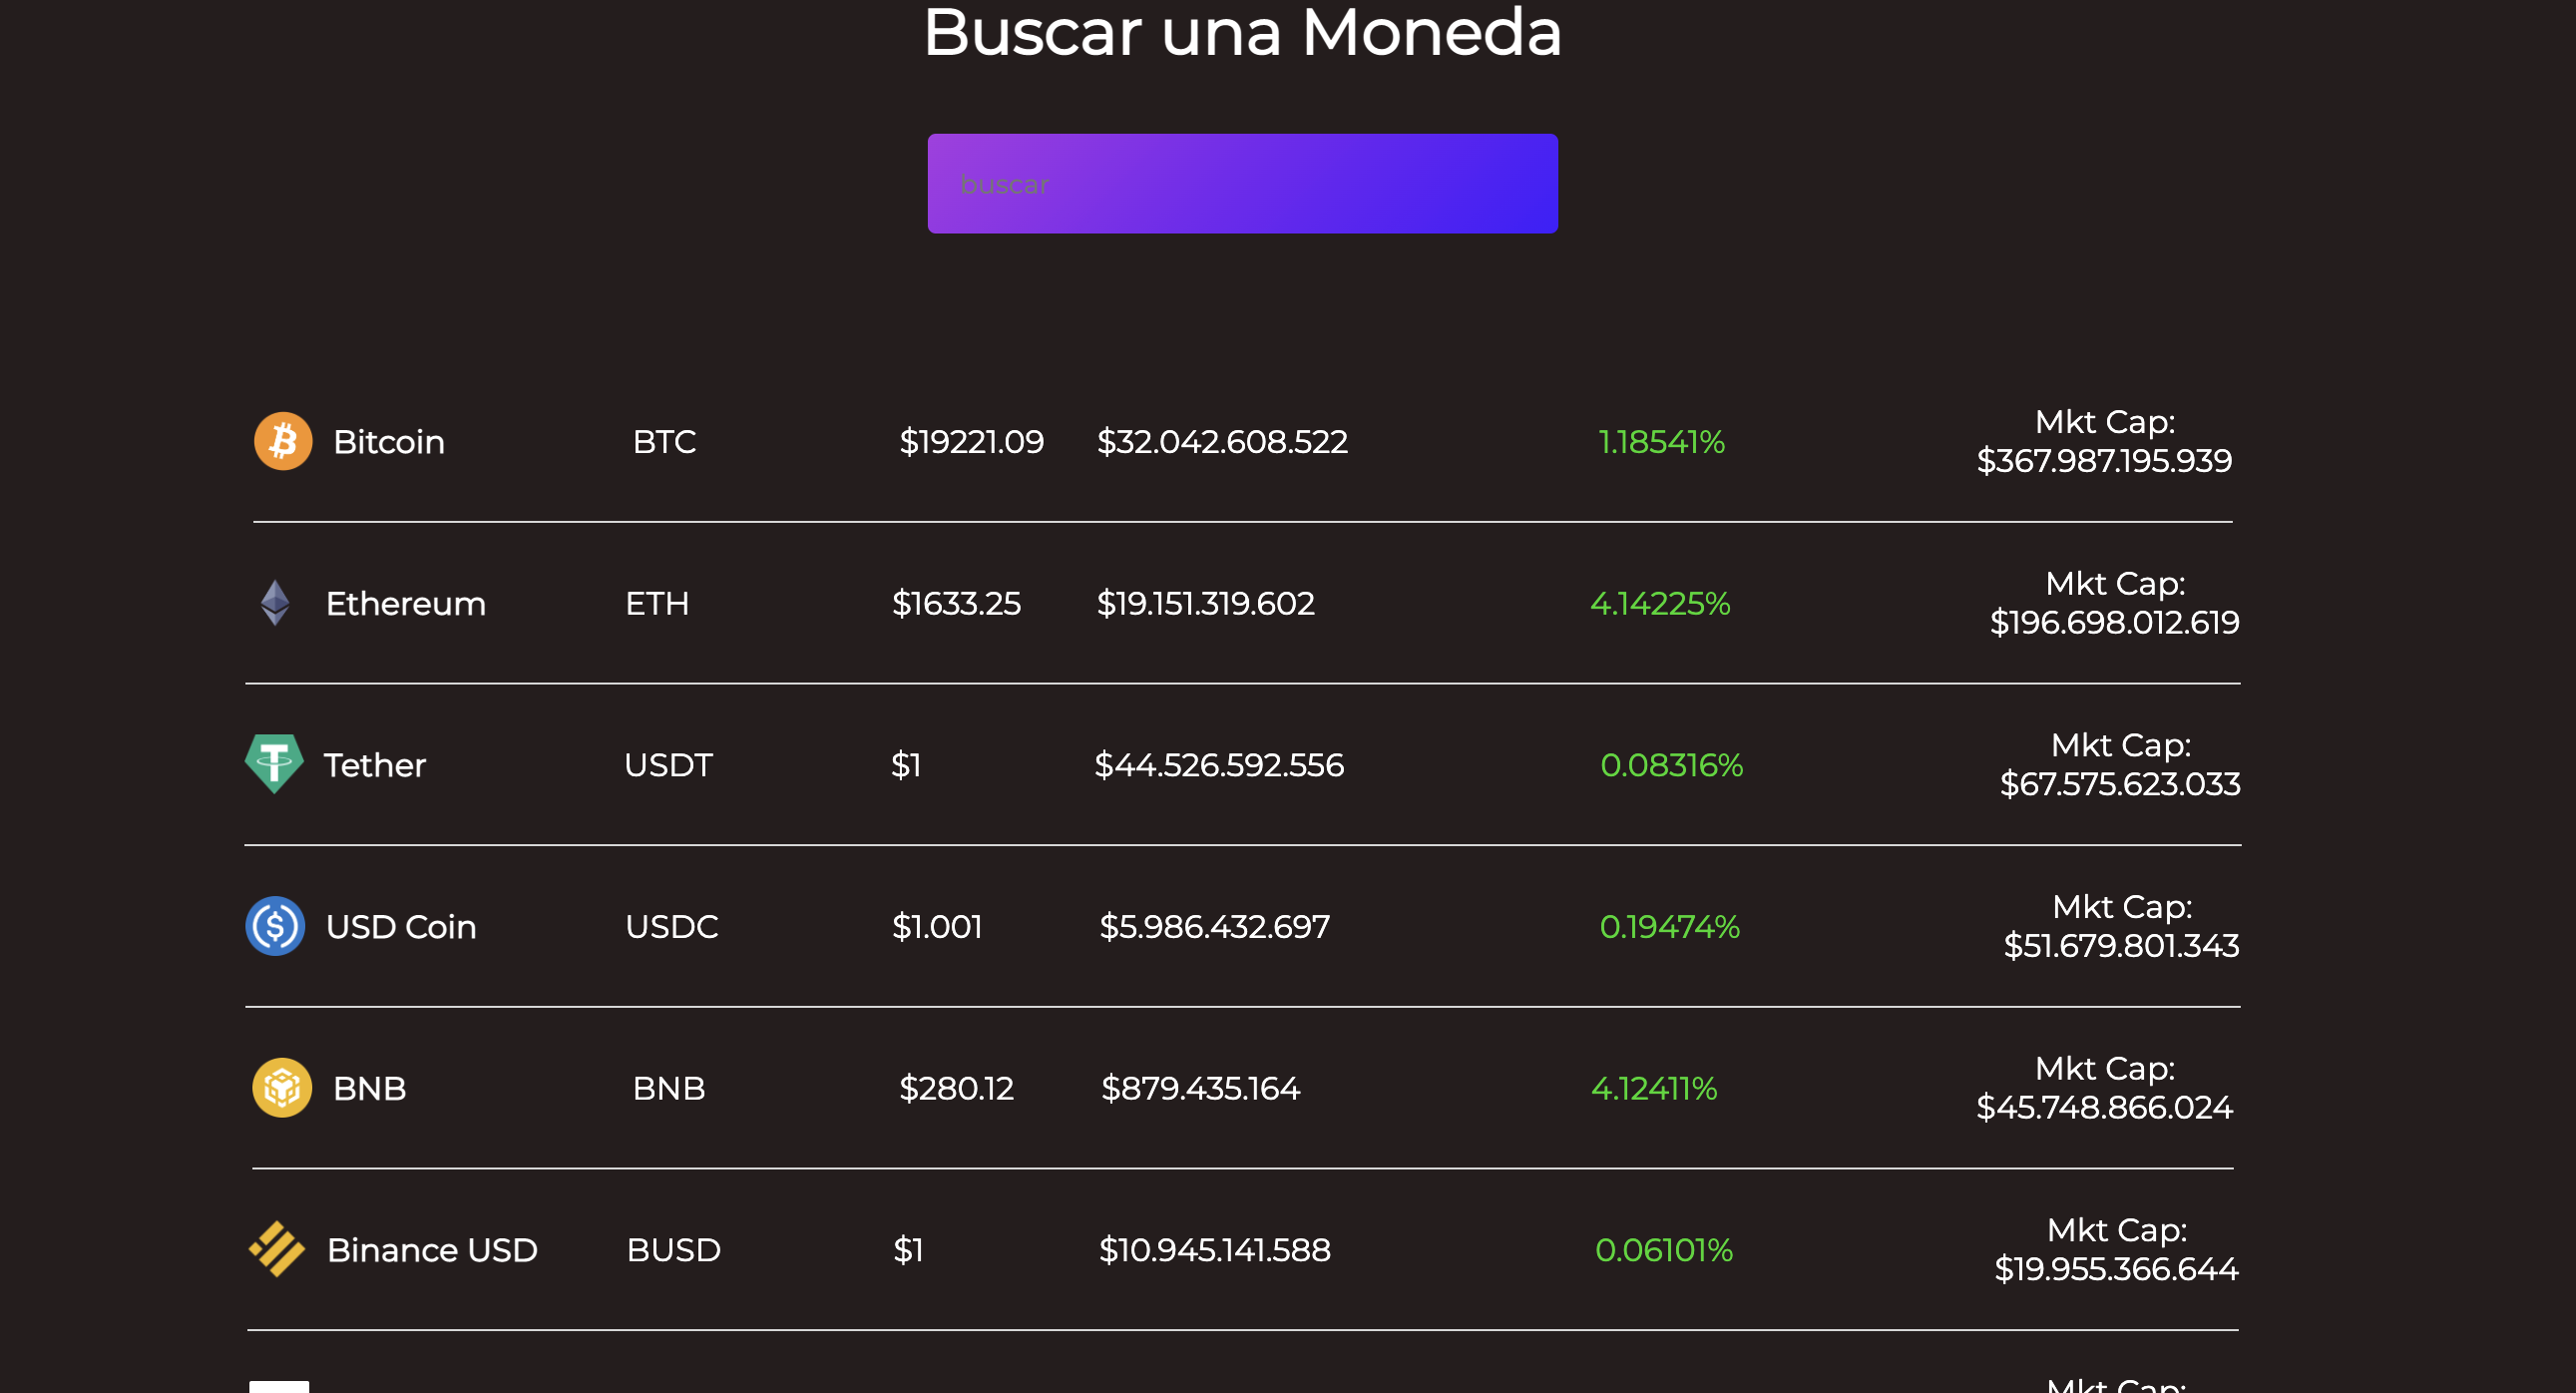 Buscar una Moneda
buscar
Bitcoin BTC $19221.09 $32.042.608.522 1.18541% Mkt Cap:
$367.987.195.939
Ethereum ETH $1633.25 $19.151.319.602 4.14225% Mkt Cap:
$196.698.012.619
Tether USDT $1 $44.526.592.556 0.08316% Mkt Cap:
$67.575.623.033
USD Coin USDC $1.001 $5.986.432.697 0.19474% Mkt Cap:
$51.679.801.343
BNB BNB $280.12 $879.435.164 4.12411% Mkt Cap:
$45.748.866.024
Binance USD BUSD $1 $10.945.141.588 0.06101% Mkt Cap:
$19.955.366.644
Mkt Cap: